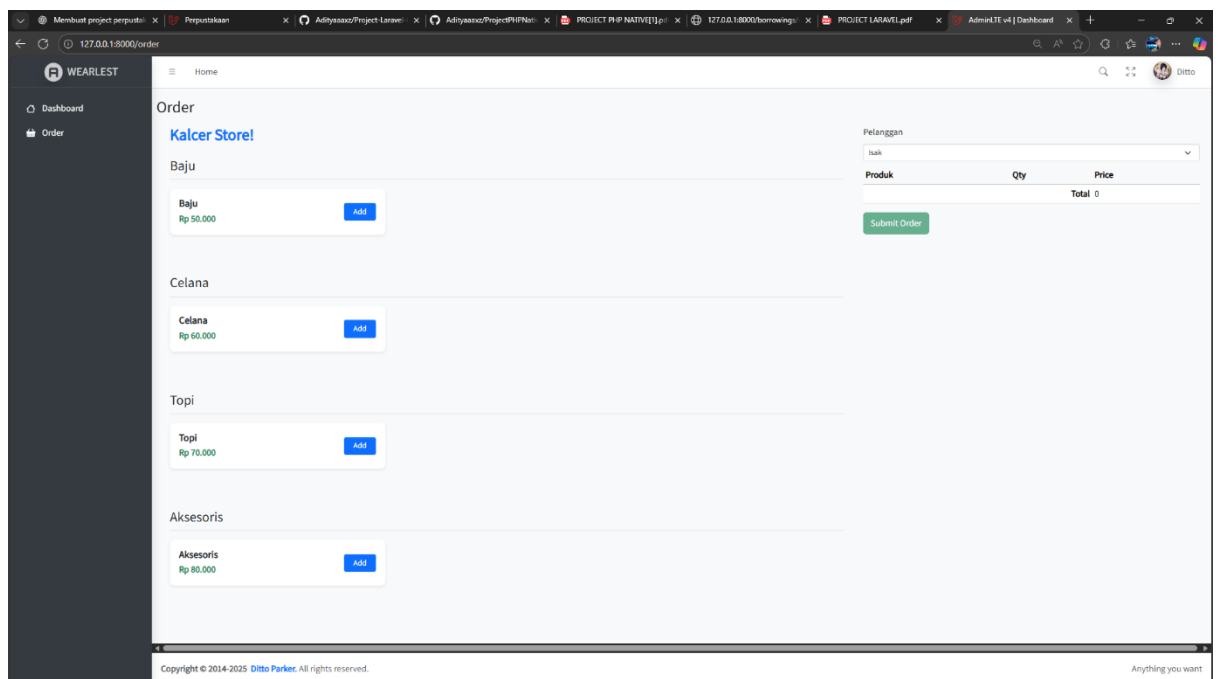 Membuat project perpustak
Perpustakaan
Adityaaaxz/Project-Laravel-
Adityaaaxz/ProjectPHPNativ
PROJECT PHP NATIVE[1].pdf
127.0.0.1:8000/borrowings/
PROJECT LARAVEL.pdf
AdminLTE v4 | Dashboard
127.0.0.1:8000/order
WEARLEST
Home
Ditto
Dashboard
Order
Order
Kalcer Store!
Baju
Baju
Rp 50.000
Add
Celana
Celana
Rp 60.000
Add
Topi
Topi
Rp 70.000
Add
Aksesoris
Aksesoris
Rp 80.000
Add
Pelanggan
Isak
Produk Qty Price
Total 0
Submit Order
Copyright © 2014-2025 Ditto Parker. All rights reserved.
Anything you want